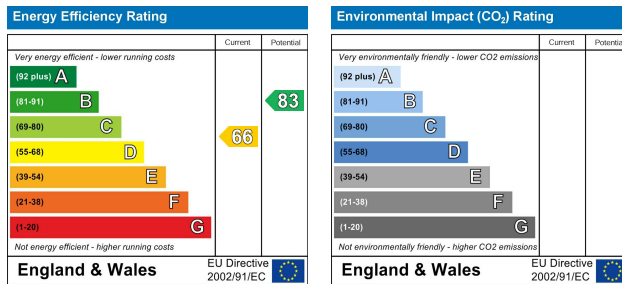 Energy Efficiency Rating
Current Potential
Very energy efficient - lower running costs
(92 plus) A
(81-91) B
83
(69-80) C
66
(55-68) D
(39-54) E
(21-38) F
(1-20) G
Not energy efficient - higher running costs
England & Wales
EU Directive
2002/91/EC
Environmental Impact (CO₂) Rating
Current Potential
Very environmentally friendly - lower CO2 emissions
(92 plus) A
(81-91) B
(69-80) C
(55-68) D
(39-54) E
(21-38) F
(1-20) G
Not environmentally friendly - higher CO2 emissions
England & Wales
EU Directive
2002/91/EC